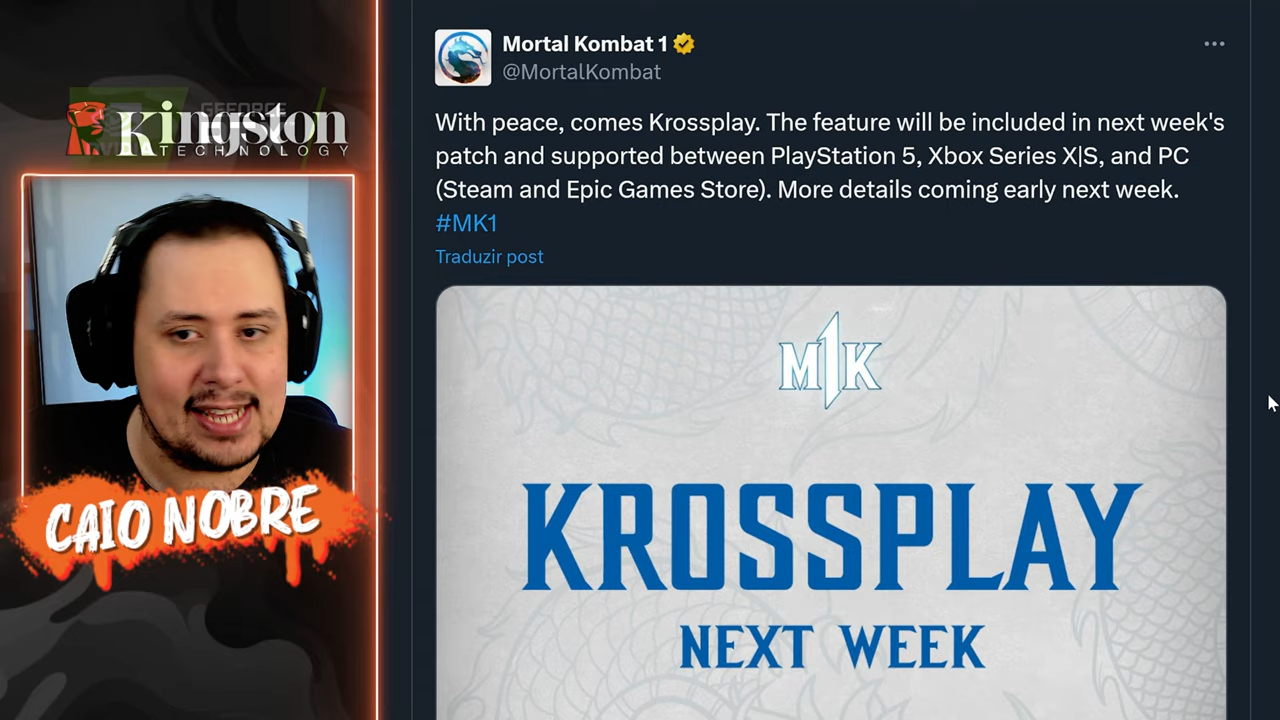 Kingston
TECHNOLOGY
GEFORCE
CAIO NOBRE
Mortal Kombat 1
@MortalKombat
With peace, comes Krossplay. The feature will be included in next week's
patch and supported between PlayStation 5, Xbox Series X|S, and PC
(Steam and Epic Games Store). More details coming early next week.
#MK1
Traduzir post
M1K
KROSSPLAY
NEXT WEEK